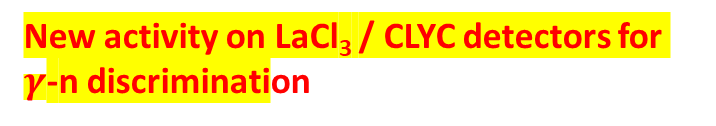 New activity on LaCl₃ / CLYC detectors for
γ-n discrimination